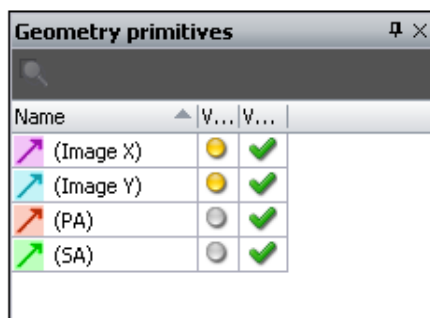 Geometry primitives
Name V... V...
(Image X)
(Image Y)
(PA)
(SA)